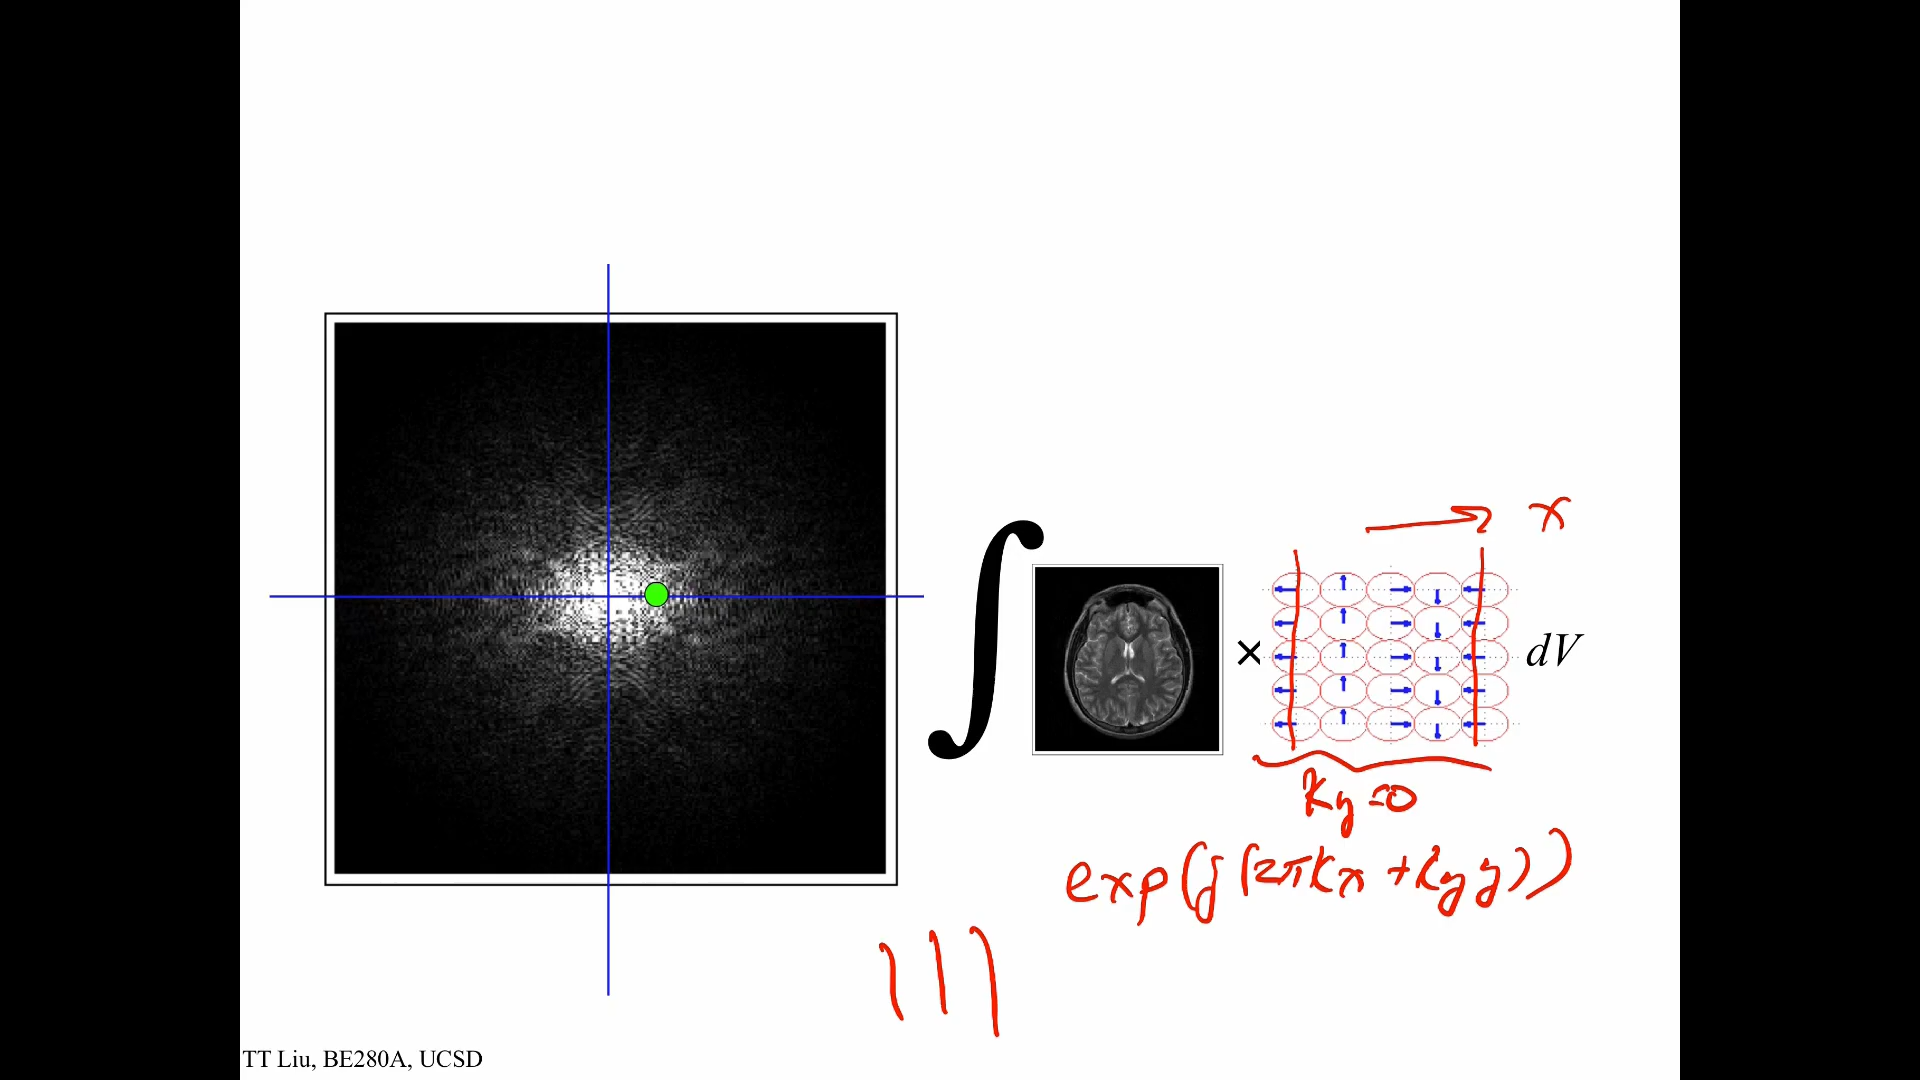 x
∫ × dV
ky=0
exp(j(2πkx + kyy))
TT Liu, BE280A, UCSD